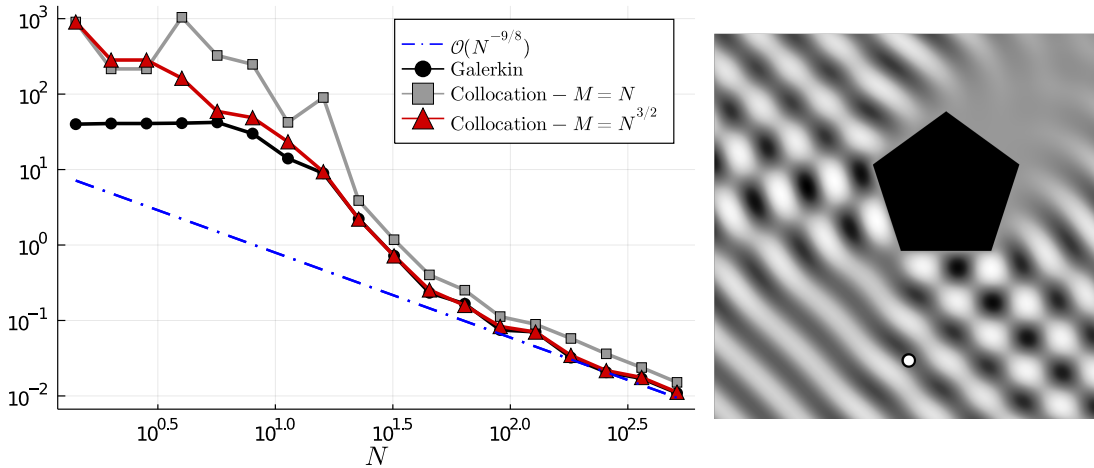 10^3
10^2
10^1
10^0
10^{-1}
10^{-2}
O(N^{-9/8})
Galerkin
Collocation − M = N
Collocation − M = N^{3/2}
10^{0.5} 10^{1.0} 10^{1.5} 10^{2.0} 10^{2.5}
N